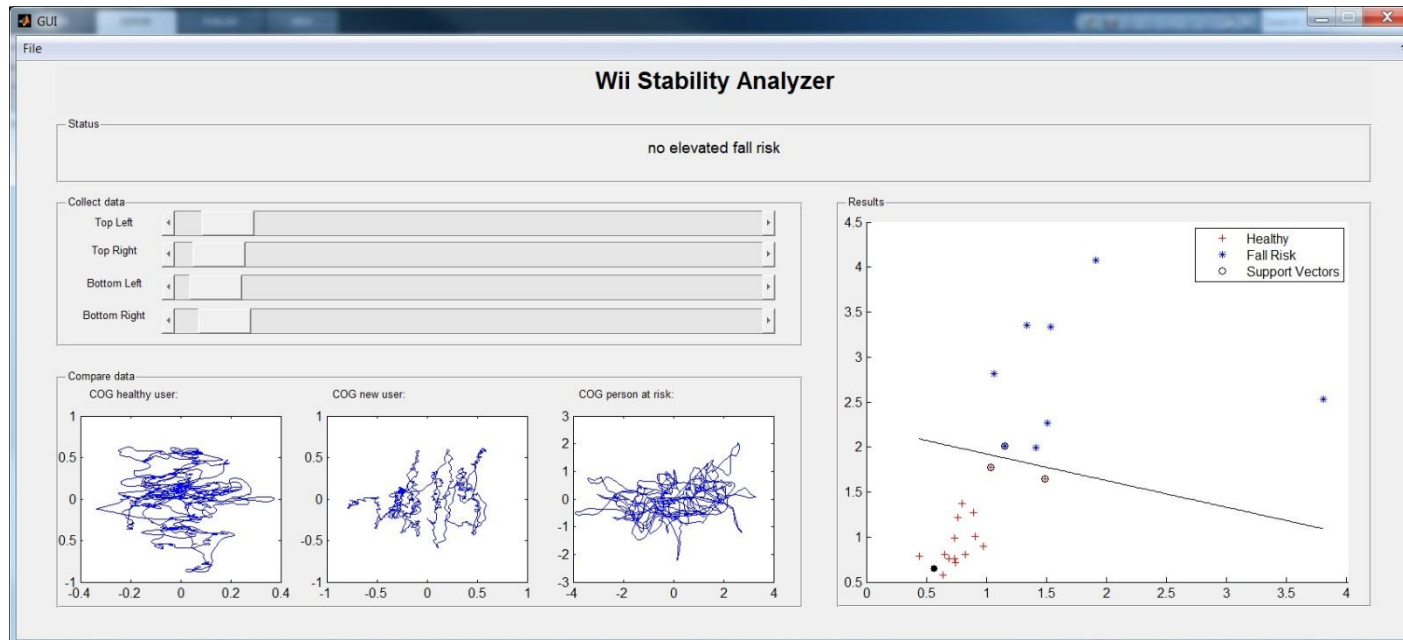 GUI
File
Wii Stability Analyzer
Status
no elevated fall risk
Collect data
Top Left
Top Right
Bottom Left
Bottom Right
Compare data
COG healthy user:
COG new user:
COG person at risk:
1
0.5
0
-0.5
-1
-0.4 -0.2 0 0.2 0.4
1
0.5
0
-0.5
-1
-1 -0.5 0 0.5 1
3
2
1
0
-1
-2
-3
-4 -2 0 2 4
Results
4.5
4
3.5
3
2.5
2
1.5
1
0.5
0 0.5 1 1.5 2 2.5 3 3.5 4
Healthy
Fall Risk
Support Vectors